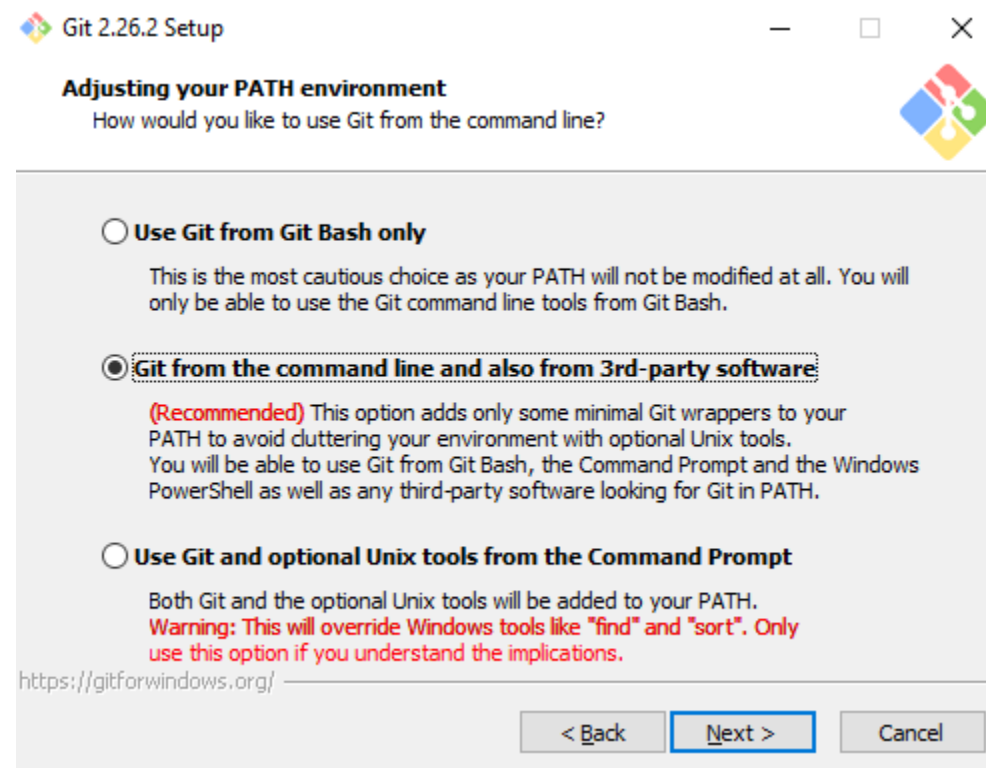 Git 2.26.2 Setup
Adjusting your PATH environment
How would you like to use Git from the command line?
Use Git from Git Bash only
This is the most cautious choice as your PATH will not be modified at all. You will
only be able to use the Git command line tools from Git Bash.
Git from the command line and also from 3rd-party software
(Recommended) This option adds only some minimal Git wrappers to your
PATH to avoid cluttering your environment with optional Unix tools.
You will be able to use Git from Git Bash, the Command Prompt and the Windows
PowerShell as well as any third-party software looking for Git in PATH.
Use Git and optional Unix tools from the Command Prompt
Both Git and the optional Unix tools will be added to your PATH.
Warning: This will override Windows tools like "find" and "sort". Only
use this option if you understand the implications.
https://gitforwindows.org/
< Back Next > Cancel